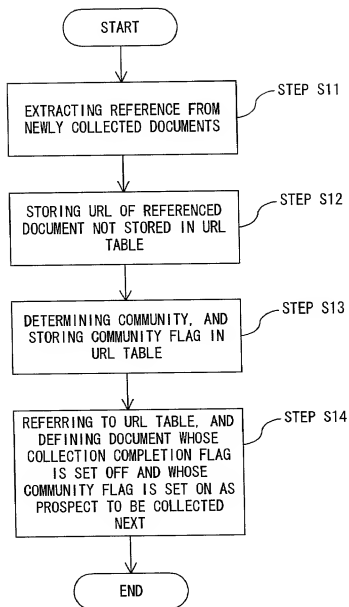 START
STEP S11
EXTRACTING REFERENCE FROM
NEWLY COLLECTED DOCUMENTS
STEP S12
STORING URL OF REFERENCED
DOCUMENT NOT STORED IN URL
TABLE
STEP S13
DETERMINING COMMUNITY, AND
STORING COMMUNITY FLAG IN
URL TABLE
STEP S14
REFERRING TO URL TABLE, AND
DEFINING DOCUMENT WHOSE
COLLECTION COMPLETION FLAG
IS SET OFF AND WHOSE
COMMUNITY FLAG IS SET ON AS
PROSPECT TO BE COLLECTED
NEXT
END